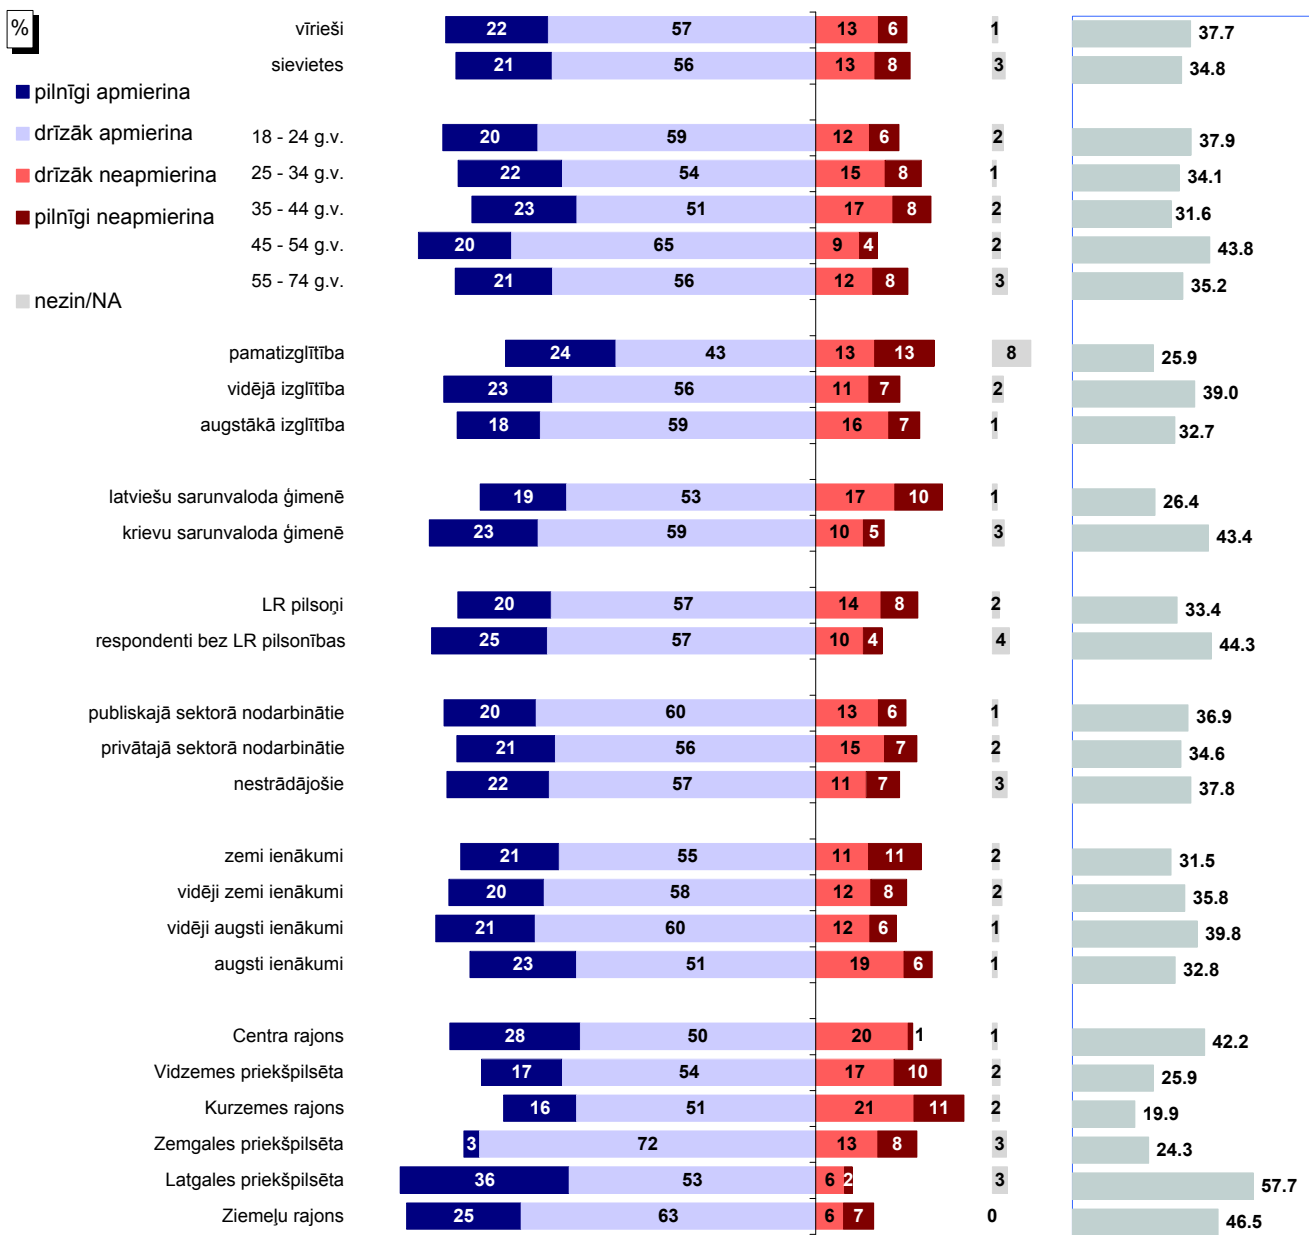 %
pilnīgi apmierina
drīzāk apmierina
drīzāk neapmierina
pilnīgi neapmierina
nezin/NA
vīrieši 22 57 13 6 1 37.7
sievietes 21 56 13 8 3 34.8
18 - 24 g.v. 20 59 12 6 2 37.9
25 - 34 g.v. 22 54 15 8 1 34.1
35 - 44 g.v. 23 51 17 8 2 31.6
45 - 54 g.v. 20 65 9 4 2 43.8
55 - 74 g.v. 21 56 12 8 3 35.2
pamatizglītība 24 43 13 13 8 25.9
vidējā izglītība 23 56 11 7 2 39.0
augstākā izglītība 18 59 16 7 1 32.7
latviešu sarunvaloda ģimenē 19 53 17 10 1 26.4
krievu sarunvaloda ģimenē 23 59 10 5 3 43.4
LR pilsoņi 20 57 14 8 2 33.4
respondenti bez LR pilsonības 25 57 10 4 4 44.3
publiskajā sektorā nodarbinātie 20 60 13 6 1 36.9
privātajā sektorā nodarbinātie 21 56 15 7 2 34.6
nestrādājošie 22 57 11 7 3 37.8
zemi ienākumi 21 55 11 11 2 31.5
vidēji zemi ienākumi 20 58 12 8 2 35.8
vidēji augsti ienākumi 21 60 12 6 1 39.8
augsti ienākumi 23 51 19 6 1 32.8
Centra rajons 28 50 20 1 1 42.2
Vidzemes priekšpilsēta 17 54 17 10 2 25.9
Kurzemes rajons 16 51 21 11 2 19.9
Zemgales priekšpilsēta 3 72 13 8 3 24.3
Latgales priekšpilsēta 36 53 6 2 3 57.7
Ziemeļu rajons 25 63 6 7 0 46.5